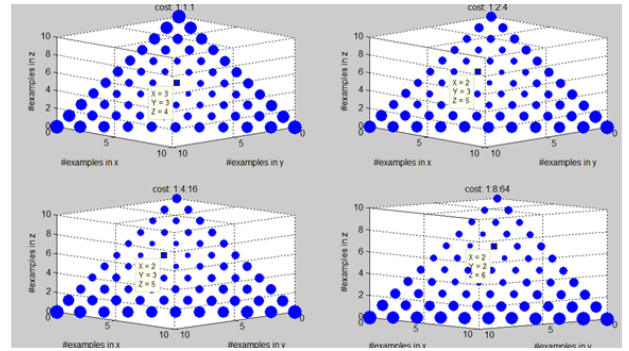 cost: 1:1:1
10
8
6
4
2
0
#examples in z
X = 3
Y = 3
Z = 4
0
5
10
10
5
0
#examples in x
#examples in y
cost: 1:2:4
10
8
6
4
2
0
#examples in z
X = 2
Y = 3
Z = 5
0
5
10
10
5
0
#examples in x
#examples in y
cost: 1:4:16
10
8
6
4
2
0
#examples in z
X = 2
Y = 3
Z = 5
0
5
10
10
5
0
#examples in x
#examples in y
cost: 1:8:64
10
8
6
4
2
0
#examples in z
X = 2
Y = 2
Z = 6
0
5
10
10
5
0
#examples in x
#examples in y